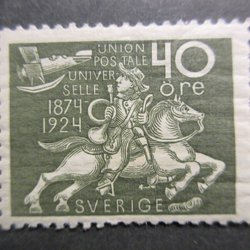 UNION
POSTALE
UNIVER
SELLE
1874
1924
40
öre
SVERIGE